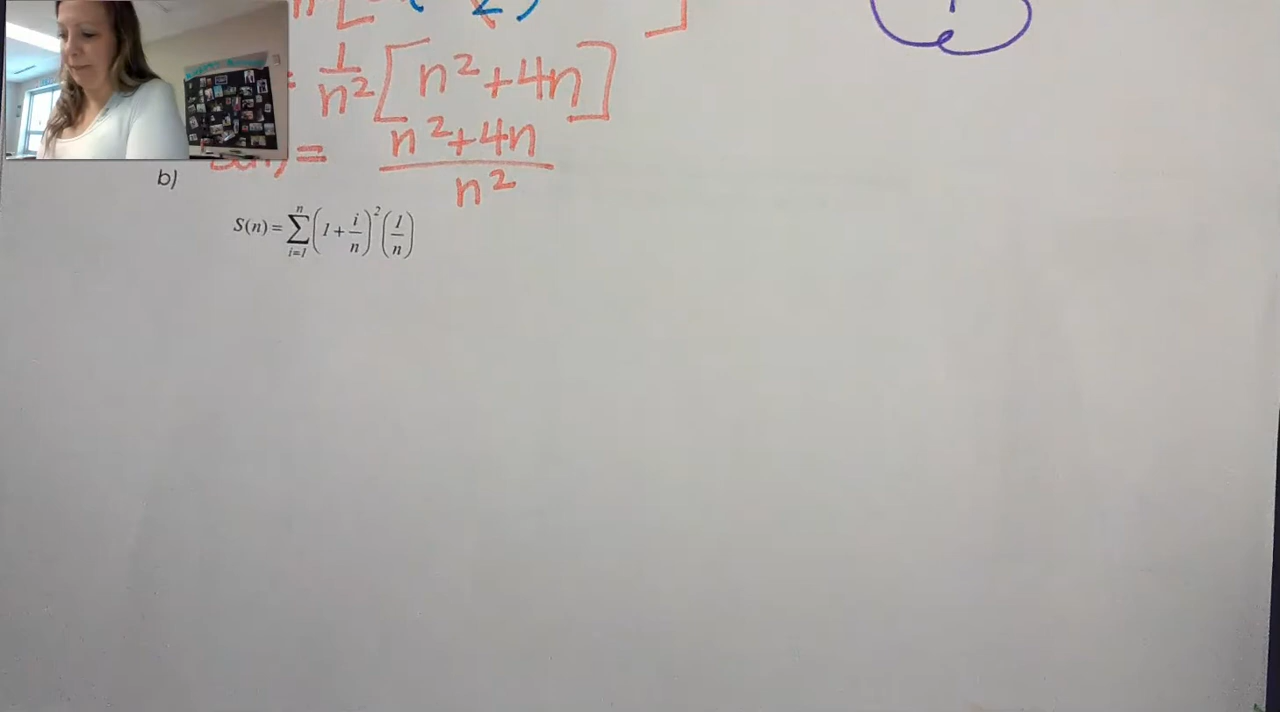 = 1/n² [n² + 4n]
= (n² + 4n)/n²
b)
S(n) = ∑_{i=1}^{n} (1 + i/n)² (1/n)